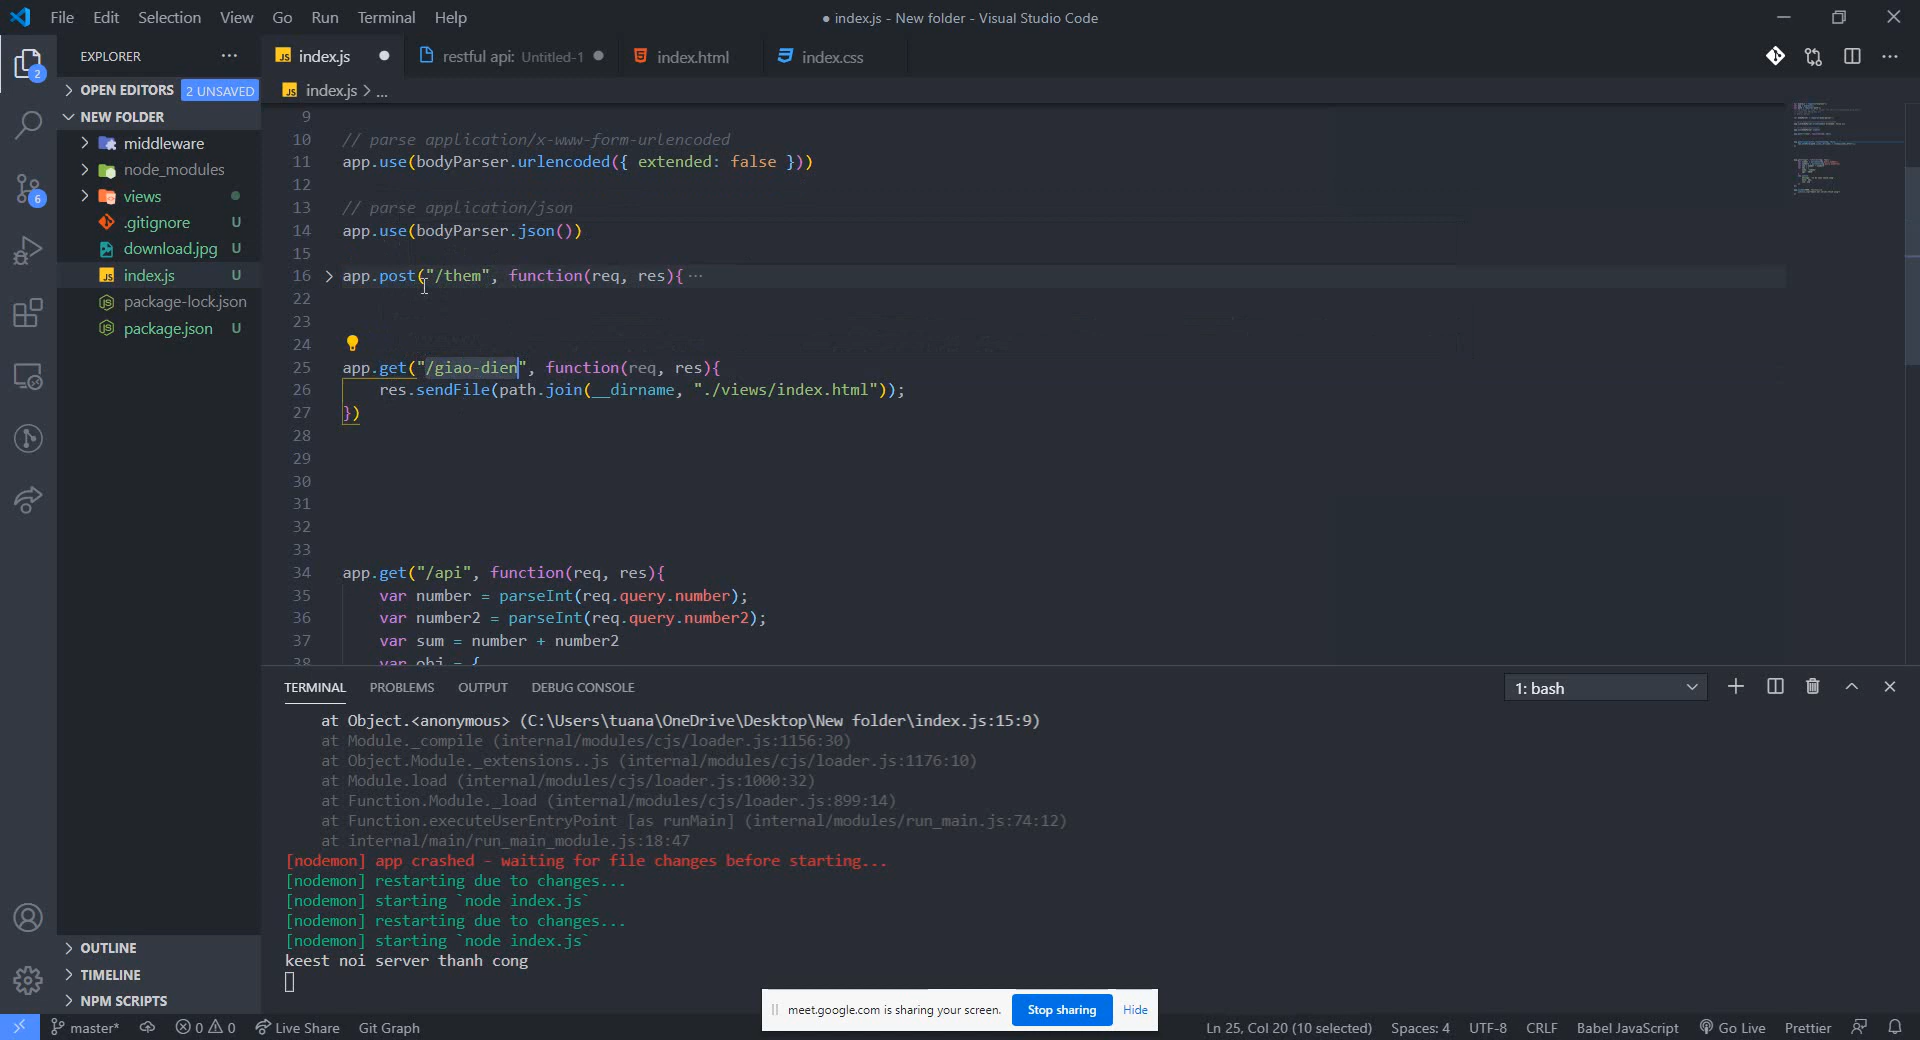 File Edit Selection View Go Run Terminal Help
● index.js - New folder - Visual Studio Code
EXPLORER ···
JS index.js ●
restful api: Untitled-1 ●
index.html
index.css
2
OPEN EDITORS 2 UNSAVED
JS index.js > ...
NEW FOLDER
middleware
node_modules
views
.gitignore U
download.jpg U
JS index.js U
package-lock.json
package.json U
6
9
10 // parse application/x-www-form-urlencoded
11 app.use(bodyParser.urlencoded({ extended: false }))
12
13 // parse application/json
14 app.use(bodyParser.json())
15
16 app.post("/them", function(req, res){ ···
22
23
24
25 app.get("/giao-dien", function(req, res){
26 res.sendFile(path.join(__dirname, "./views/index.html"));
27 })
28
29
30
31
32
33
34 app.get("/api", function(req, res){
35 var number = parseInt(req.query.number);
36 var number2 = parseInt(req.query.number2);
37 var sum = number + number2
38 var obj = {
TERMINAL PROBLEMS OUTPUT DEBUG CONSOLE
1: bash
at Object.<anonymous> (C:\Users\tuana\OneDrive\Desktop\New folder\index.js:15:9)
at Module._compile (internal/modules/cjs/loader.js:1156:30)
at Object.Module._extensions..js (internal/modules/cjs/loader.js:1176:10)
at Module.load (internal/modules/cjs/loader.js:1000:32)
at Function.Module._load (internal/modules/cjs/loader.js:899:14)
at Function.executeUserEntryPoint [as runMain] (internal/modules/run_main.js:74:12)
at internal/main/run_main_module.js:18:47
[nodemon] app crashed - waiting for file changes before starting...
[nodemon] restarting due to changes...
[nodemon] starting `node index.js`
[nodemon] restarting due to changes...
[nodemon] starting `node index.js`
keest noi server thanh cong
OUTLINE
TIMELINE
NPM SCRIPTS
meet.google.com is sharing your screen. Stop sharing Hide
master* 0 0 Live Share Git Graph
Ln 25, Col 20 (10 selected) Spaces: 4 UTF-8 CRLF Babel JavaScript Go Live Prettier